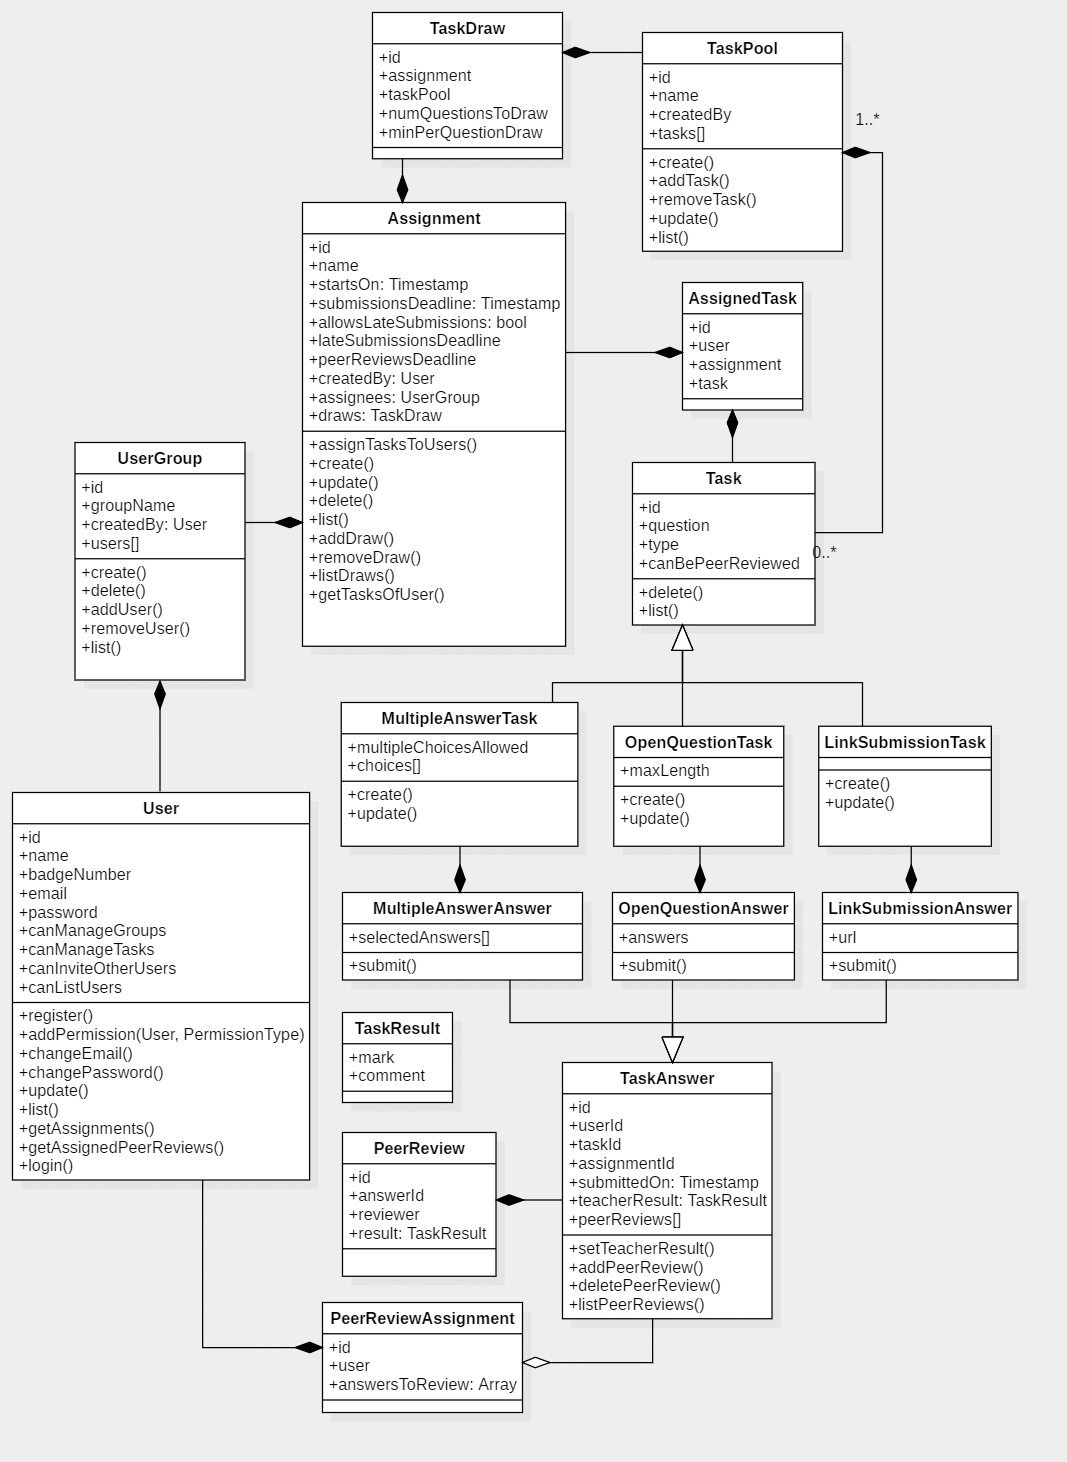 TaskDraw
+id
+assignment
+taskPool
+numQuestionsToDraw
+minPerQuestionDraw
TaskPool
+id
+name
+createdBy
+tasks[]
+create()
+addTask()
+removeTask()
+update()
+list()
1..*
Assignment
+id
+name
+startsOn: Timestamp
+submissionsDeadline: Timestamp
+allowsLateSubmissions: bool
+lateSubmissionsDeadline
+peerReviewsDeadline
+createdBy: User
+assignees: UserGroup
+draws: TaskDraw
+assignTasksToUsers()
+create()
+update()
+delete()
+list()
+addDraw()
+removeDraw()
+listDraws()
+getTasksOfUser()
AssignedTask
+id
+user
+assignment
+task
UserGroup
+id
+groupName
+createdBy: User
+users[]
+create()
+delete()
+addUser()
+removeUser()
+list()
Task
+id
+question
+type
+canBePeerReviewed
+delete()
+list()
0..*
MultipleAnswerTask
+multipleChoicesAllowed
+choices[]
+create()
+update()
OpenQuestionTask
+maxLength
+create()
+update()
LinkSubmissionTask
+create()
+update()
User
+id
+name
+badgeNumber
+email
+password
+canManageGroups
+canManageTasks
+canInviteOtherUsers
+canListUsers
+register()
+addPermission(User, PermissionType)
+changeEmail()
+changePassword()
+update()
+list()
+getAssignments()
+getAssignedPeerReviews()
+login()
MultipleAnswerAnswer
+selectedAnswers[]
+submit()
OpenQuestionAnswer
+answers
+submit()
LinkSubmissionAnswer
+url
+submit()
TaskResult
+mark
+comment
TaskAnswer
+id
+userId
+taskId
+assignmentId
+submittedOn: Timestamp
+teacherResult: TaskResult
+peerReviews[]
+setTeacherResult()
+addPeerReview()
+deletePeerReview()
+listPeerReviews()
PeerReview
+id
+answerId
+reviewer
+result: TaskResult
PeerReviewAssignment
+id
+user
+answersToReview: Array